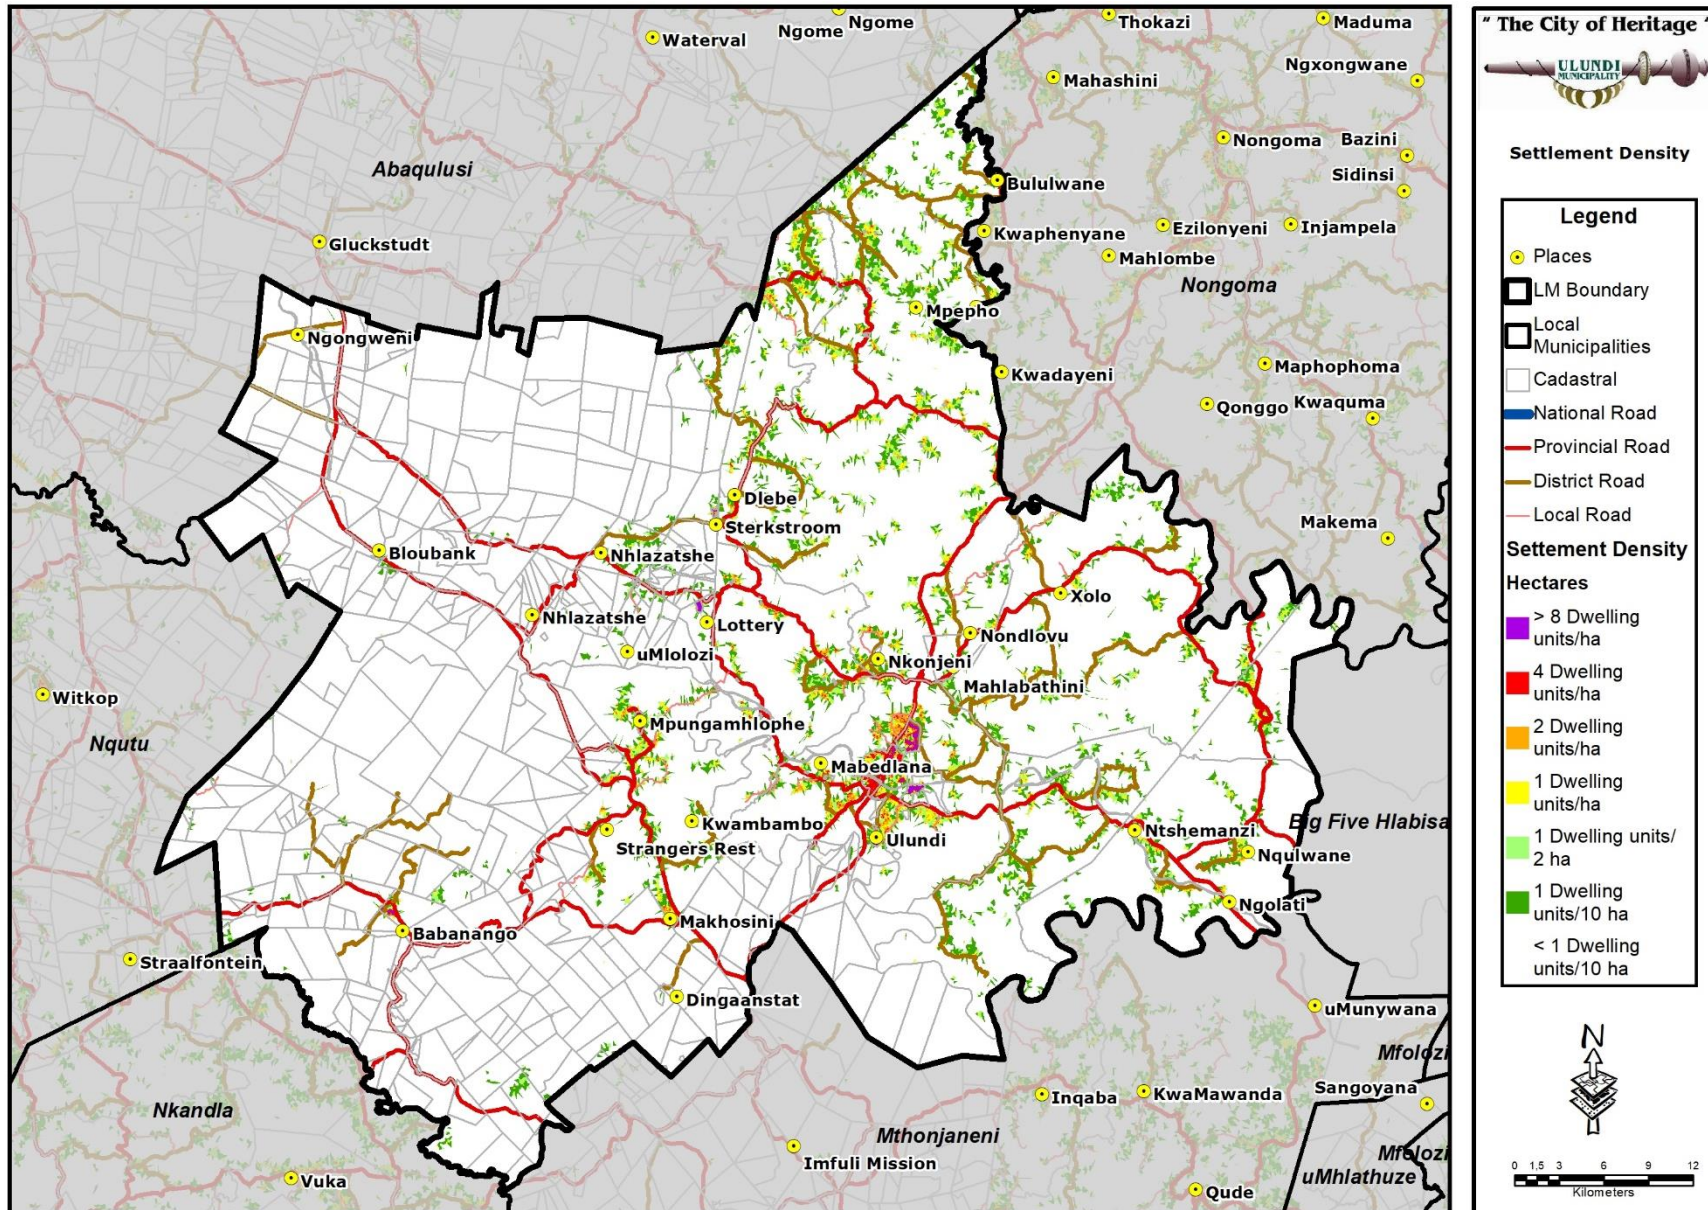 Waterval
Ngome
Ngome
Thokazi
Maduma
Mahashini
Ngxongwane
Nongoma
Bazini
Abaqulusi
Sidinsi
Bululwane
Gluckstudt
Kwaphenyane
Ezilonyeni
Injampela
Mahlombe
Nongoma
Mpepho
Ngongweni
Kwadayeni
Maphophoma
Qonggo
Kwaquma
Dlebe
Sterkstroom
Makema
Bloubank
Nhlazatshe
Xolo
Nhlazatshe
Lottery
Nondlovu
uMlolozi
Nkonjeni
Mahlabathini
Witkop
Mpungamhlophe
Nqutu
Mabedlana
Kwambambo
Big Five Hlabisa
Strangers Rest
Ulundi
Ntshemanzi
Nqulwane
Ngolati
Makhosini
Babanango
Straalfontein
Dingaanstat
uMunywana
Mfolozi
Sangoyana
Inqaba
KwaMawanda
Nkandla
Mthonjaneni
Imfuli Mission
Mfolozi
uMhlathuze
Vuka
Qude
" The City of Heritage "
ULUNDI
MUNICIPALITY
Settlement Density
Legend
Places
LM Boundary
Local
Municipalities
Cadastral
National Road
Provincial Road
District Road
Local Road
Settement Density
Hectares
> 8 Dwelling
units/ha
4 Dwelling
units/ha
2 Dwelling
units/ha
1 Dwelling
units/ha
1 Dwelling units/
2 ha
1 Dwelling
units/10 ha
< 1 Dwelling
units/10 ha
N
0 1,5 3 6 9 12
Kilometers